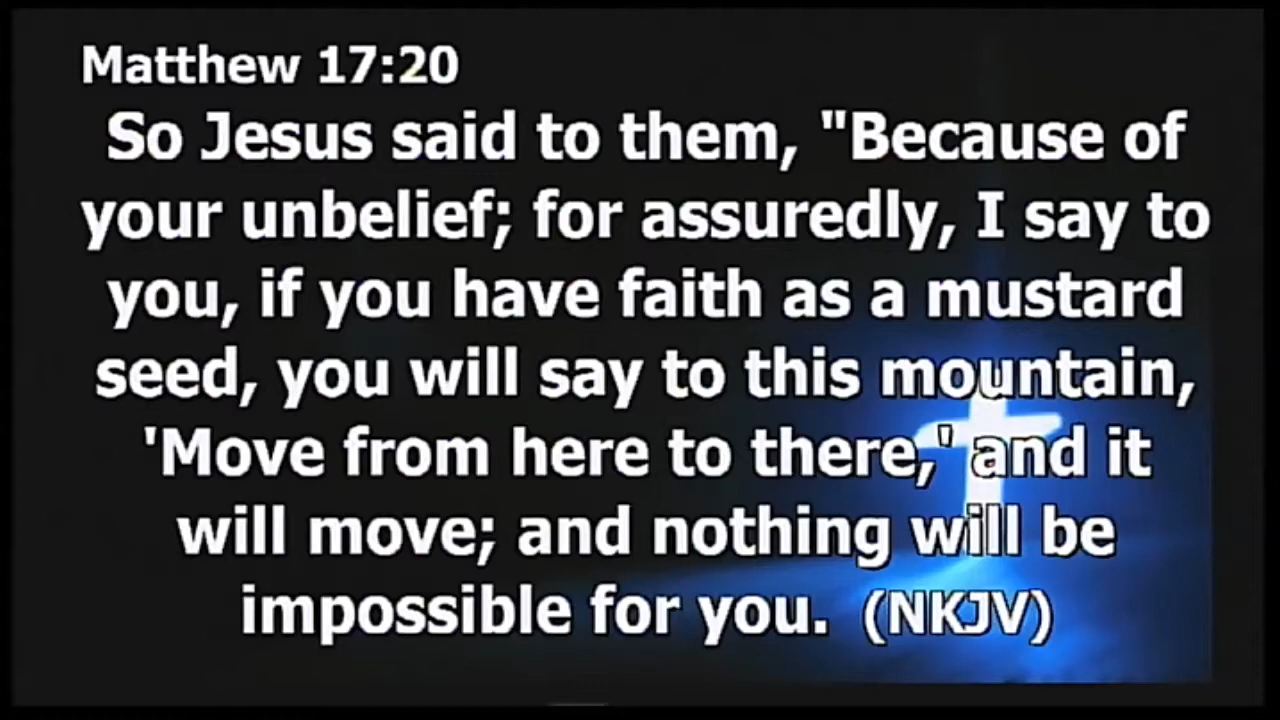 Matthew 17:20
So Jesus said to them, "Because of
your unbelief; for assuredly, I say to
you, if you have faith as a mustard
seed, you will say to this mountain,
'Move from here to there,' and it
will move; and nothing will be
impossible for you. (NKJV)